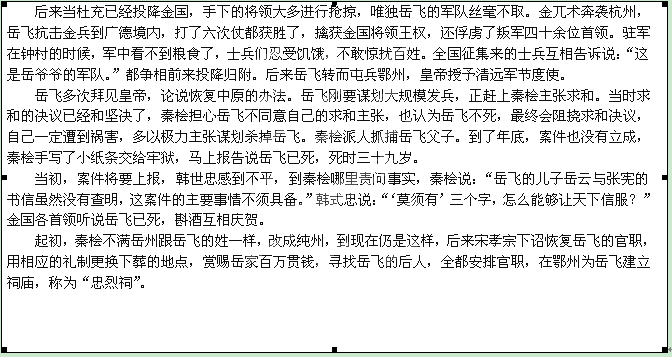 后来当杜充已经投降金国，手下的将领大多进行抢掠，唯独岳飞的军队丝毫不取。金兀术奔袭杭州，
岳飞抗击金兵到广德境内，打了六次仗都获胜了，擒获金国将领王权，还俘虏了叛军四十余位首领。驻军
在钟村的时候，军中看不到粮食了，士兵们忍受饥饿，不敢惊扰百姓。全国征集来的士兵互相告诉说：“这
是岳爷爷的军队。”都争相前来投降归附。后来岳飞转而屯兵鄂州，皇帝授予清远军节度使。
岳飞多次拜见皇帝，论说恢复中原的办法。岳飞刚要谋划大规模发兵，正赶上秦桧主张求和。当时求
和的决议已经和坚决了，秦桧担心岳飞不同意自己的求和主张，也认为岳飞不死，最终会阻挠求和决议，
自己一定遭到祸害，多以极力主张谋划杀掉岳飞。秦桧派人抓捕岳飞父子。到了年底，案件也没有立成，
秦桧手写了小纸条交给牢狱，马上报告说岳飞已死，死时三十九岁。
当初，案件将要上报，韩世忠感到不平，到秦桧哪里责问事实，秦桧说：“岳飞的儿子岳云与张宪的
书信虽然没有查明，这案件的主要事情不须具备。”韩式忠说：“‘莫须有’三个字，怎么能够让天下信服？”
金国各首领听说岳飞已死，斟酒互相庆贺。
起初，秦桧不满岳州跟岳飞的姓一样，改成纯州，到现在仍是这样，后来宋孝宗下诏恢复岳飞的官职，
用相应的礼制更换下葬的地点，赏赐岳家百万贯钱，寻找岳飞的后人，全都安排官职，在鄂州为岳飞建立
祠庙，称为“忠烈祠”。